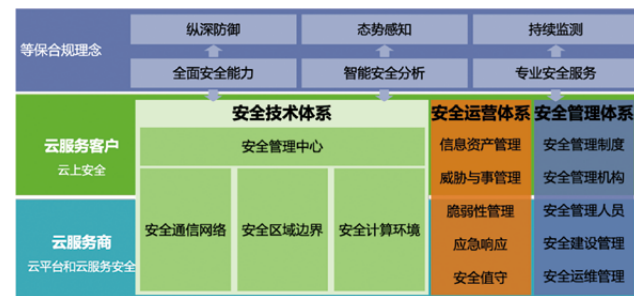 等保合规理念
纵深防御
态势感知
持续监测
全面安全能力
智能安全分析
专业安全服务
云服务客户
云上安全
云服务商
云平台和云服务安全
安全技术体系
安全管理中心
安全通信网络
安全区域边界
安全计算环境
安全运营体系
信息资产管理
威胁与事管理
脆弱性管理
应急响应
安全值守
安全管理体系
安全管理制度
安全管理机构
安全管理人员
安全建设管理
安全运维管理